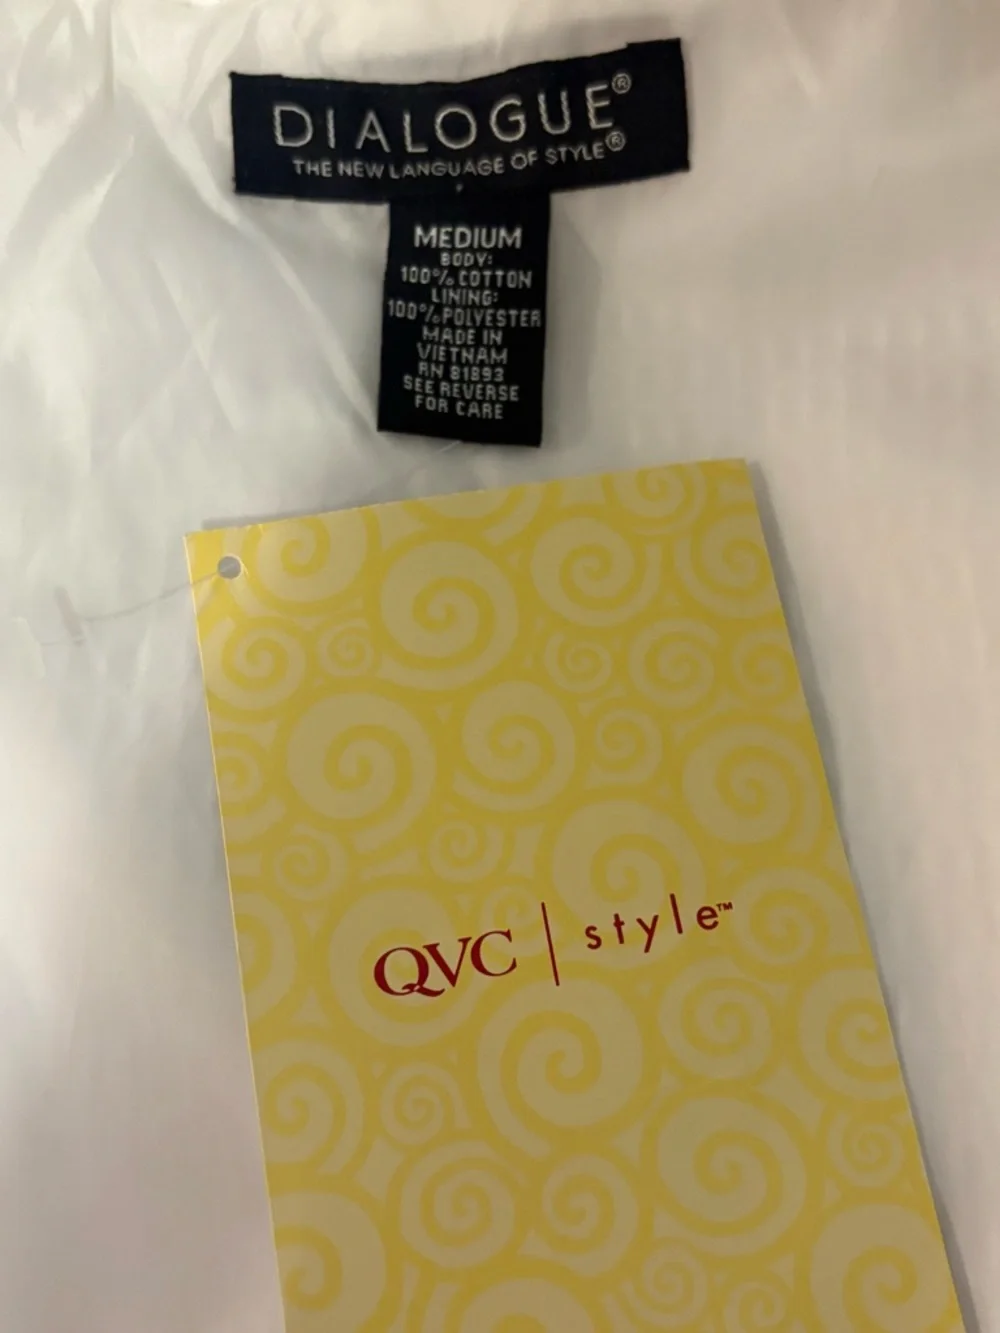 DIALOGUE®
THE NEW LANGUAGE OF STYLE®
MEDIUM
BODY:
100% COTTON
LINING:
100% POLYESTER
MADE IN
VIETNAM
RN 81893
SEE REVERSE
FOR CARE
QVC | style™